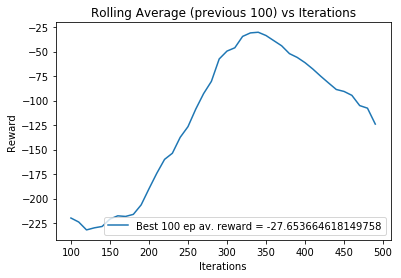 Rolling Average (previous 100) vs Iterations
Reward
−25
−50
−75
−100
−125
−150
−175
−200
−225
Best 100 ep av. reward = -27.653664618149758
100 150 200 250 300 350 400 450 500
Iterations